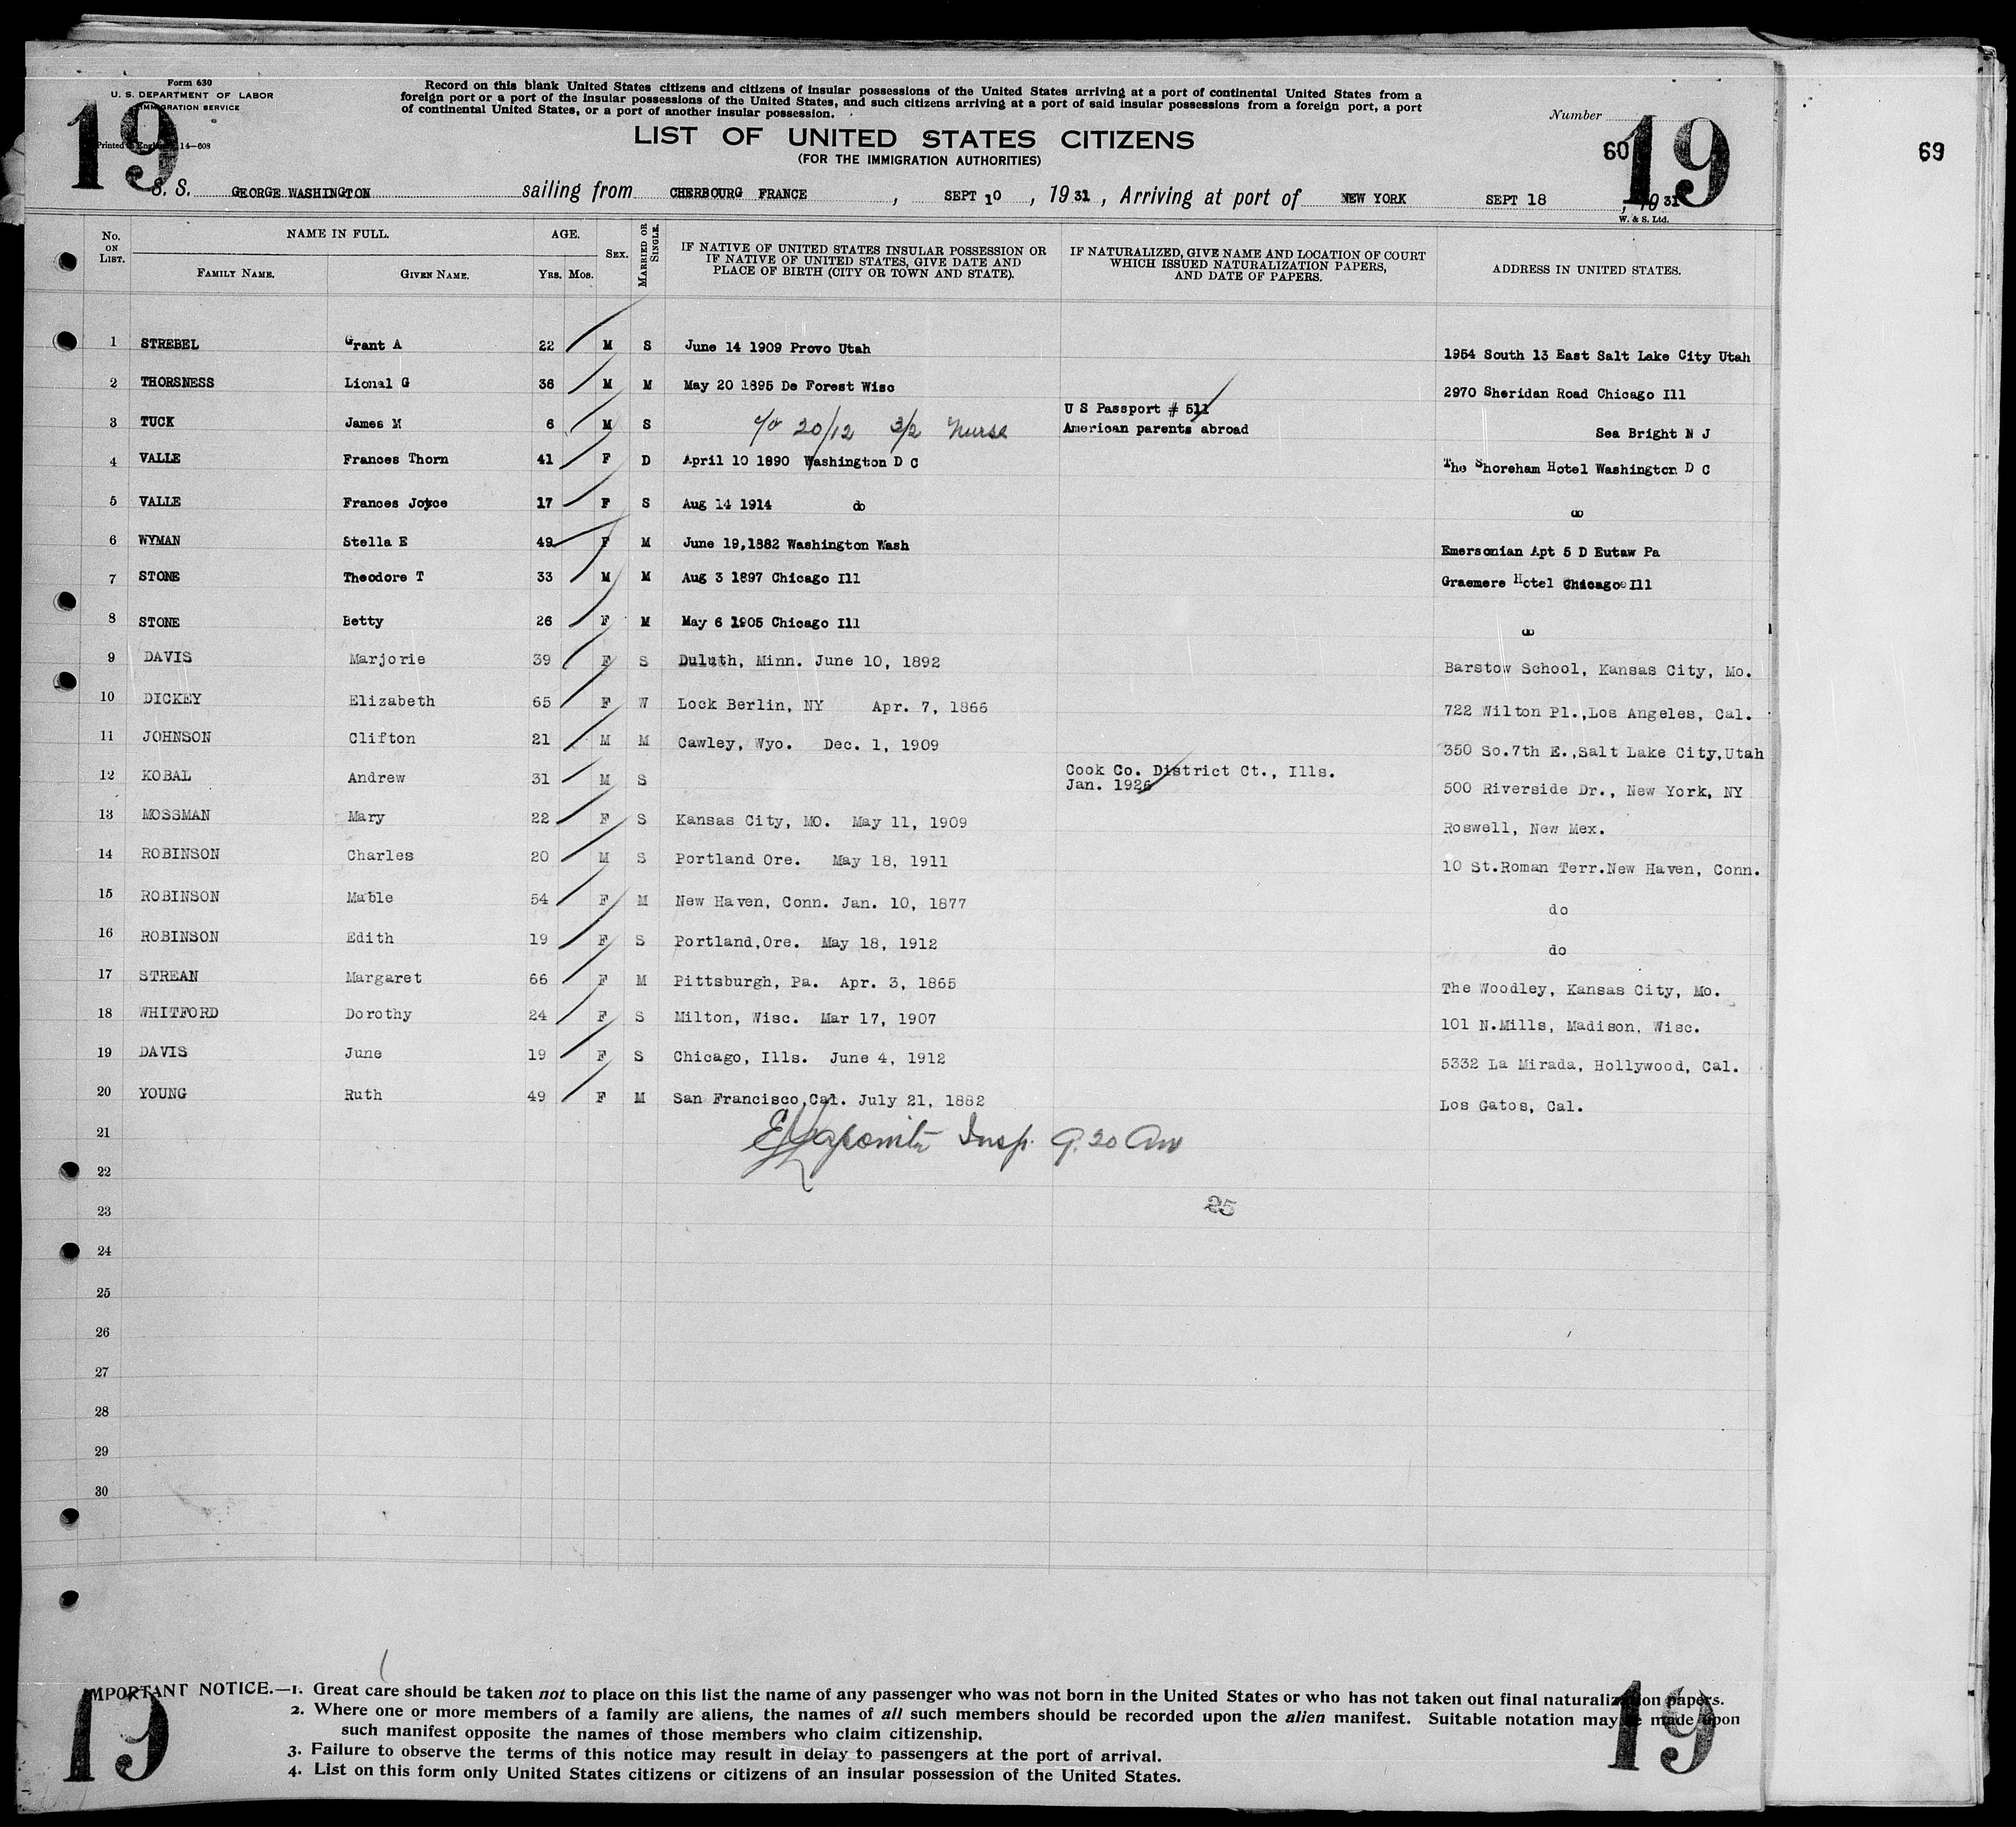 Form 630
U. S. DEPARTMENT OF LABOR
IMMIGRATION SERVICE
19
Record on this blank United States citizens and citizens of insular possessions of the United States arriving at a port of continental United States from a
foreign port or a port of the insular possessions of the United States, and such citizens arriving at a port of said insular possessions from a foreign port, a port
of continental United States, or a port of another insular possession.
Number
19
60
69
14—608
LIST OF UNITED STATES CITIZENS
(FOR THE IMMIGRATION AUTHORITIES)
S. S. GEORGE WASHINGTON sailing from CHERBOURG FRANCE , SEPT 10 , 1931 , Arriving at port of NEW YORK SEPT 18 , 1931
W. & S. Ltd.
No. ON LIST. NAME IN FULL. AGE. SEX. MARRIED OR SINGLE. IF NATIVE OF UNITED STATES INSULAR POSSESSION OR IF NATIVE OF UNITED STATES, GIVE DATE AND PLACE OF BIRTH (CITY OR TOWN AND STATE). IF NATURALIZED, GIVE NAME AND LOCATION OF COURT WHICH ISSUED NATURALIZATION PAPERS, AND DATE OF PAPERS. ADDRESS IN UNITED STATES.
FAMILY NAME. GIVEN NAME. YRS. MOS.
1 STREBEL Grant A 22 M S June 14 1909 Provo Utah 1954 South 13 East Salt Lake City Utah
2 THORSNESS Lional G 36 M M May 20 1895 De Forest Wisc 2970 Sheridan Road Chicago Ill
3 TUCK James M 6 M S 20/12 3/2 Nurse U S Passport # 511 American parents abroad Sea Bright N J
4 VALLE Frances Thorn 41 F D April 10 1890 Washington D C The Shoreham Hotel Washington D C
5 VALLE Frances Joyce 17 F S Aug 14 1914 do do
6 WYMAN Stella E 49 F M June 19,1882 Washington Wash Emersonian Apt 5 D Eutaw Pa
7 STONE Theodore T 33 M M Aug 3 1897 Chicago Ill Graemere Hotel Chicago Ill
8 STONE Betty 26 F M May 6 1905 Chicago Ill do
9 DAVIS Marjorie 39 F S Duluth, Minn. June 10, 1892 Barstow School, Kansas City, Mo.
10 DICKEY Elizabeth 65 F W Lock Berlin, NY Apr. 7, 1866 722 Wilton Pl.,Los Angeles, Cal.
11 JOHNSON Clifton 21 M M Cawley, Wyo. Dec. 1, 1909 350 So.7th E.,Salt Lake City,Utah
12 KOBAL Andrew 31 M S Cook Co. District Ct., Ills. Jan. 1926 500 Riverside Dr., New York, NY
13 MOSSMAN Mary 22 F S Kansas City, MO. May 11, 1909 Roswell, New Mex.
14 ROBINSON Charles 20 M S Portland Ore. May 18, 1911 10 St.Roman Terr.New Haven, Conn.
15 ROBINSON Mable 54 F M New Haven, Conn. Jan. 10, 1877 do
16 ROBINSON Edith 19 F S Portland,Ore. May 18, 1912 do
17 STREAN Margaret 66 F M Pittsburgh, Pa. Apr. 3, 1865 The Woodley, Kansas City, Mo.
18 WHITFORD Dorothy 24 F S Milton, Wisc. Mar 17, 1907 101 N.Mills, Madison, Wisc.
19 DAVIS June 19 F S Chicago, Ills. June 4, 1912 5332 La Mirada, Hollywood, Cal.
20 YOUNG Ruth 49 F M San Francisco,Cal. July 21, 1882 Los Gatos, Cal.
21 Insp. 9.20 Am
22
23 25
24
25
26
27
28
29
30
IMPORTANT NOTICE.—1. Great care should be taken not to place on this list the name of any passenger who was not born in the United States or who has not taken out final naturalization papers.
2. Where one or more members of a family are aliens, the names of all such members should be recorded upon the alien manifest. Suitable notation may be made upon
such manifest opposite the names of those members who claim citizenship.
3. Failure to observe the terms of this notice may result in delay to passengers at the port of arrival.
4. List on this form only United States citizens or citizens of an insular possession of the United States.
19
19